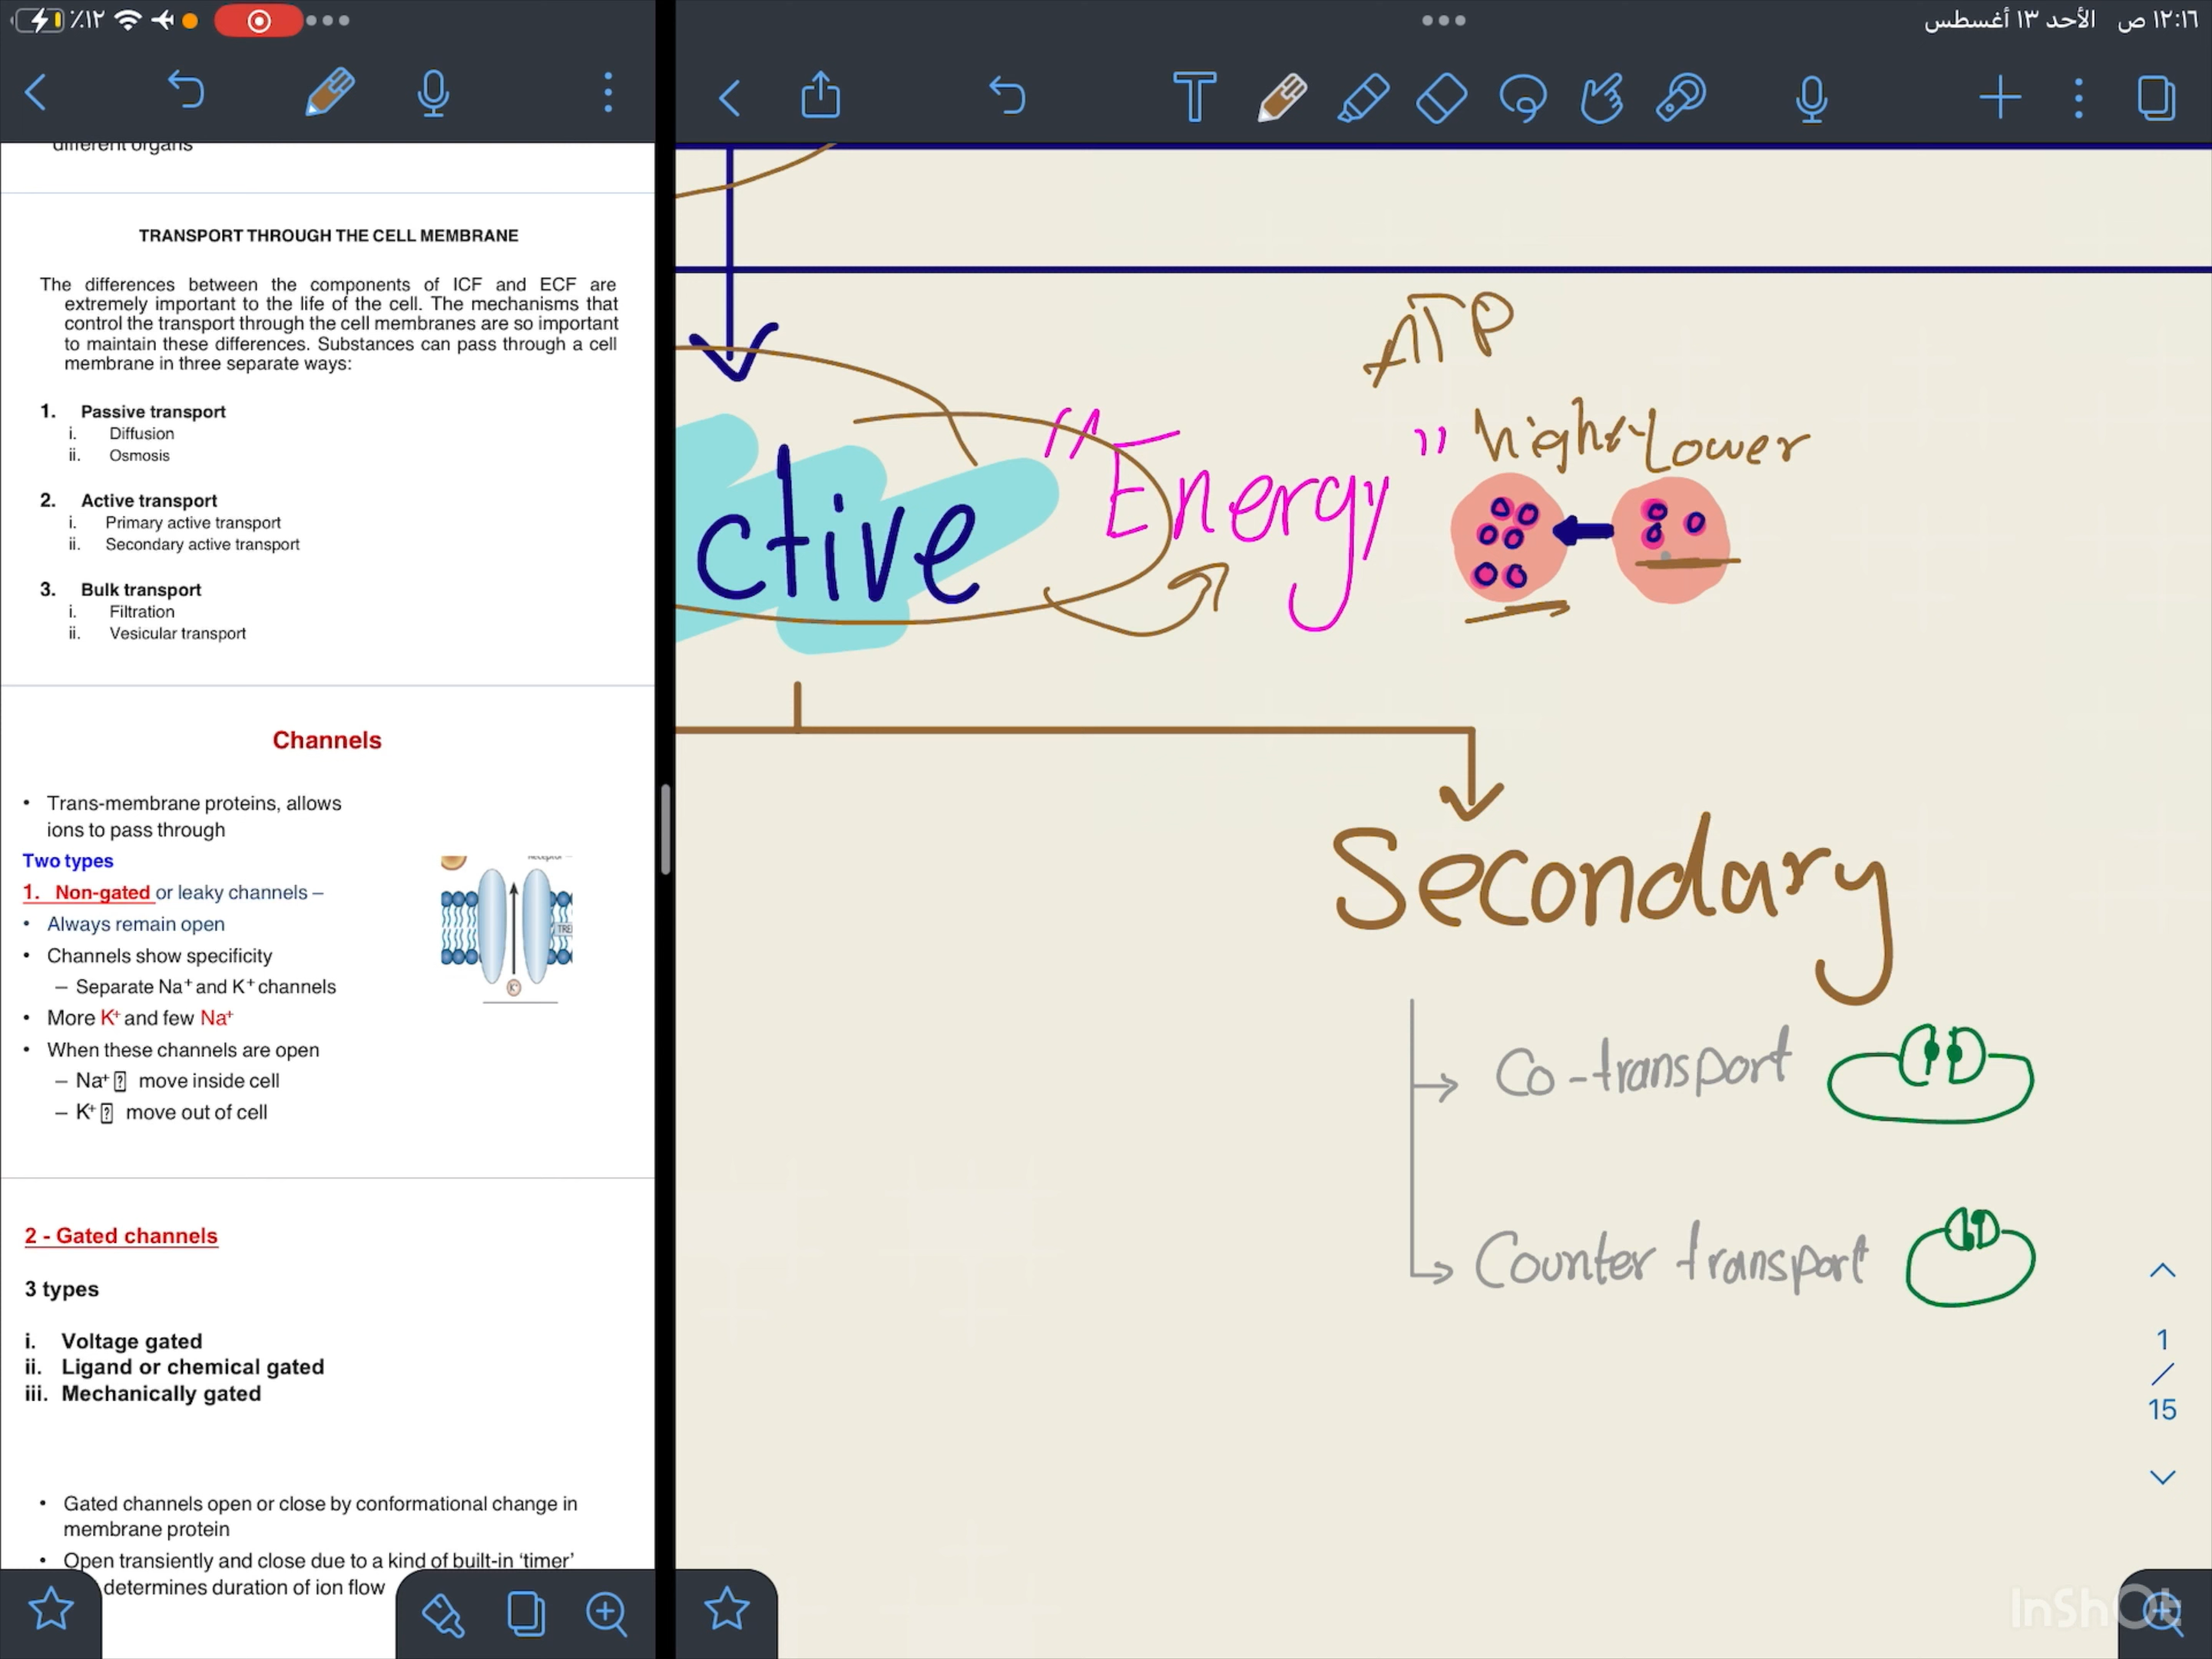 ٪١٢
١٢:١٦ ص الأحد ١٣ أغسطس
different organs
TRANSPORT THROUGH THE CELL MEMBRANE
The differences between the components of ICF and ECF are
extremely important to the life of the cell. The mechanisms that
control the transport through the cell membranes are so important
to maintain these differences. Substances can pass through a cell
membrane in three separate ways:
1. Passive transport
i. Diffusion
ii. Osmosis
2. Active transport
i. Primary active transport
ii. Secondary active transport
3. Bulk transport
i. Filtration
ii. Vesicular transport
Channels
• Trans-membrane proteins, allows
ions to pass through
Two types
1. Non-gated or leaky channels –
• Always remain open
• Channels show specificity
– Separate Na⁺ and K⁺ channels
• More K⁺ and few Na⁺
• When these channels are open
– Na⁺ move inside cell
– K⁺ move out of cell
2 - Gated channels
3 types
i. Voltage gated
ii. Ligand or chemical gated
iii. Mechanically gated
• Gated channels open or close by conformational change in
membrane protein
• Open transiently and close due to a kind of built-in ‘timer’
determines duration of ion flow
ATP
ctive "Energy" high Lower
Secondary
Co-transport
Counter transport
1
/
15
InShOt